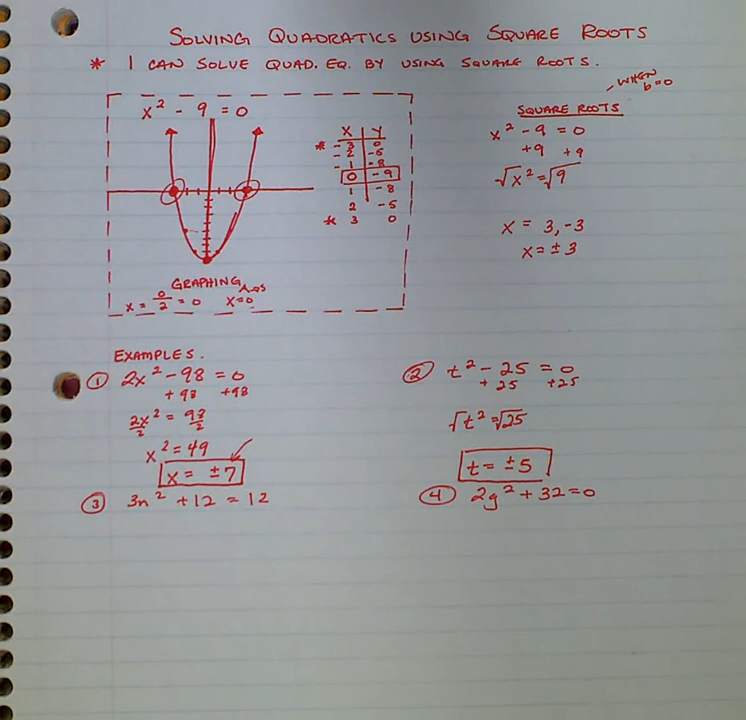 SOLVING QUADRATICS USING SQUARE ROOTS
* I CAN SOLVE QUAD. EQ. BY USING SQUARE ROOTS.
x² - 9 = 0
X Y
* -3 0
-2 -5
-1 -8
0 -9
1 -8
2 -5
* 3 0
GRAPHING
x = 0/2 = 0 x=0 AOS
WHEN b=0
SQUARE ROOTS
x² - 9 = 0
+9 +9
√x² = √9
x = 3, -3
x = ± 3
EXAMPLES.
① 2x² - 98 = 0
+98 +98
2x²/2 = 98/2
x² = 49
x = ±7
② t² - 25 = 0
+25 +25
√t² = √25
t = ±5
③ 3n² + 12 = 12
④ 2g² + 32 = 0